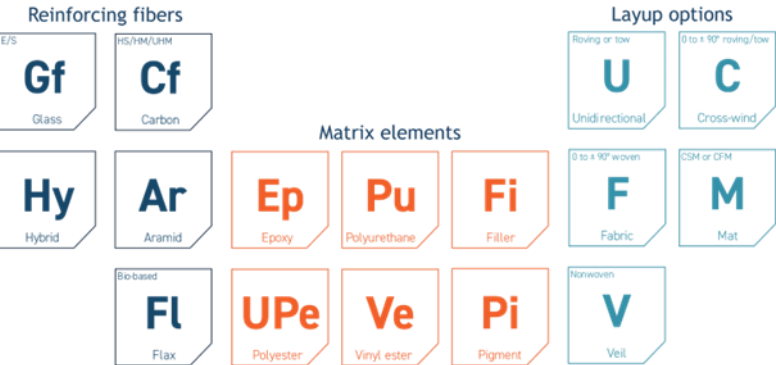 Reinforcing fibers
Layup options
E/S
Gf
Glass
HS/HM/UHM
Cf
Carbon
Roving or tow
U
Unidirectional
0 to ± 90° roving/tow
C
Cross-wind
Matrix elements
Hy
Hybrid
Ar
Aramid
Ep
Epoxy
Pu
Polyurethane
Fi
Filler
0 to ± 90° woven
F
Fabric
CSM or CFM
M
Mat
Bio-based
Fl
Flax
UPe
Polyester
Ve
Vinyl ester
Pi
Pigment
Nonwoven
V
Veil